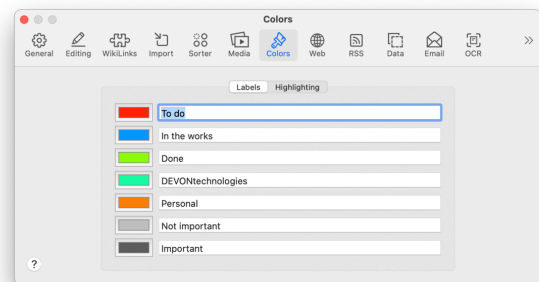 Colors
General Editing WikiLinks Import Sorter Media Colors Web RSS Data Email OCR »
Labels Highlighting
To do
In the works
Done
DEVONtechnologies
Personal
Not important
Important
?